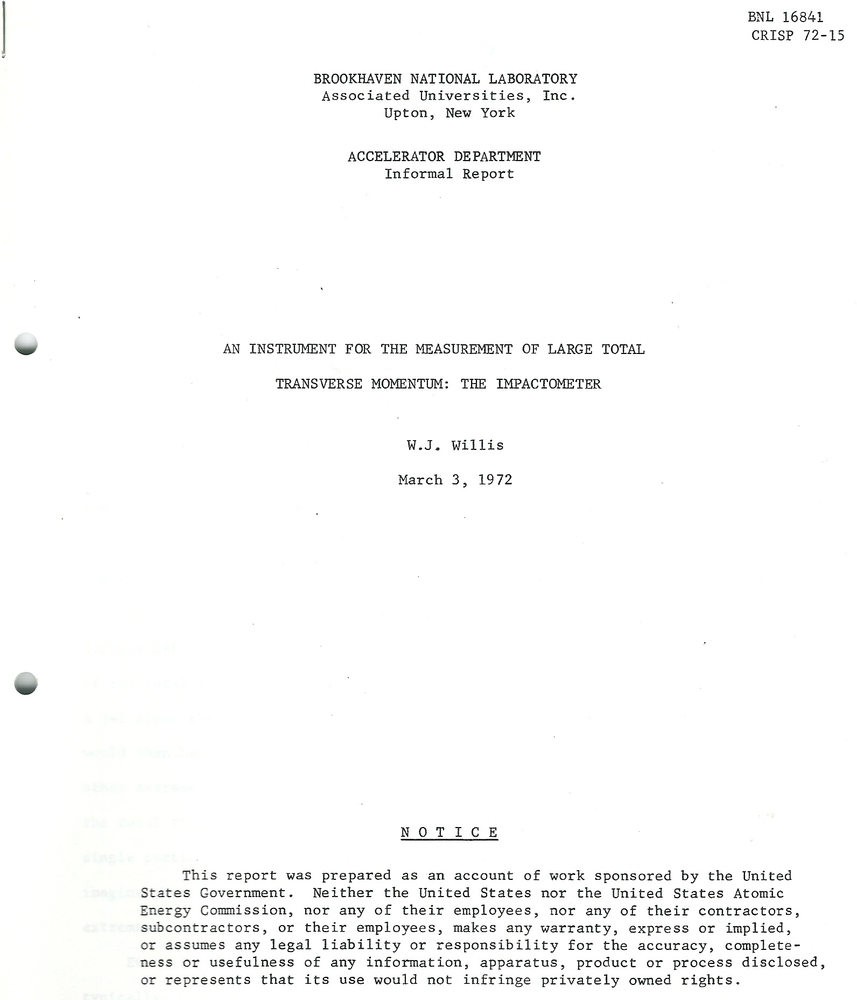 BNL 16841
CRISP 72-15
BROOKHAVEN NATIONAL LABORATORY
Associated Universities, Inc.
Upton, New York
ACCELERATOR DEPARTMENT
Informal Report
AN INSTRUMENT FOR THE MEASUREMENT OF LARGE TOTAL
TRANSVERSE MOMENTUM: THE IMPACTOMETER
W.J. Willis
March 3, 1972
N O T I C E
This report was prepared as an account of work sponsored by the United
States Government. Neither the United States nor the United States Atomic
Energy Commission, nor any of their employees, nor any of their contractors,
subcontractors, or their employees, makes any warranty, express or implied,
or assumes any legal liability or responsibility for the accuracy, complete-
ness or usefulness of any information, apparatus, product or process disclosed,
or represents that its use would not infringe privately owned rights.